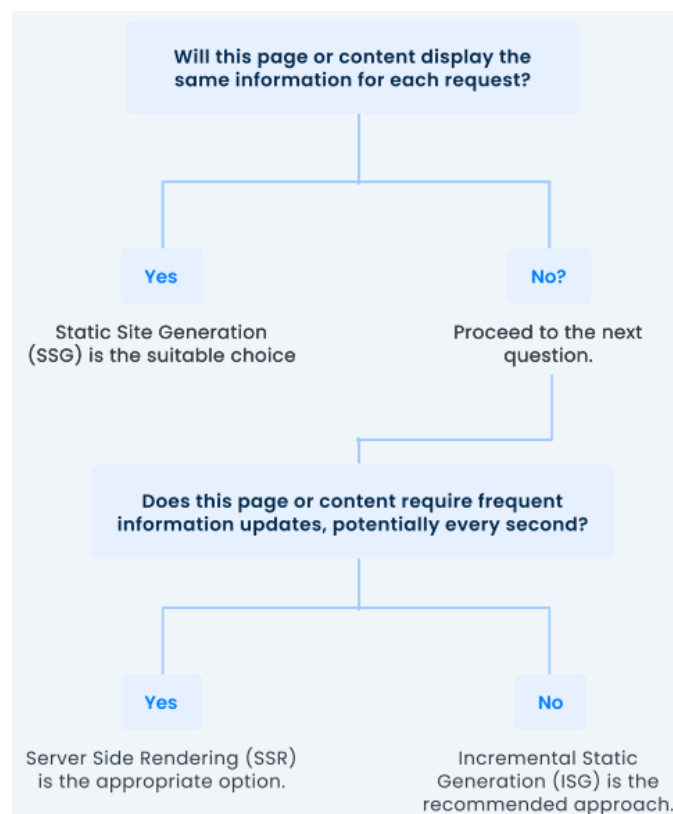 Will this page or content display the
same information for each request?
Yes
No?
Static Site Generation
(SSG) is the suitable choice
Proceed to the next
question.
Does this page or content require frequent
information updates, potentially every second?
Yes
No
Server Side Rendering (SSR)
is the appropriate option.
Incremental Static
Generation (ISG) is the
recommended approach.